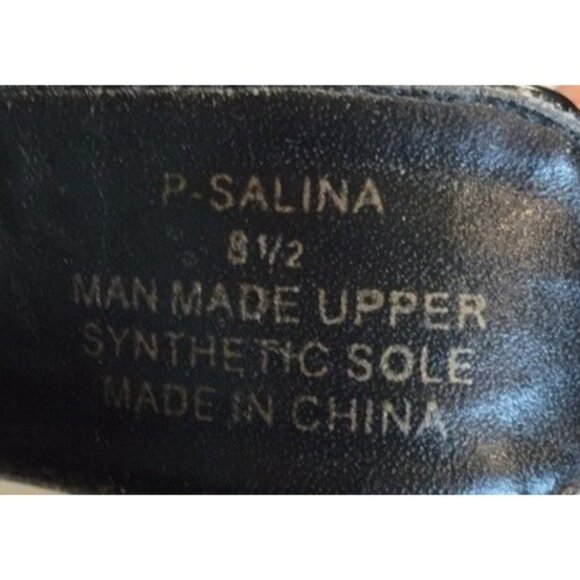 P-SALINA
8 1/2
MAN MADE UPPER
SYNTHETIC SOLE
MADE IN CHINA